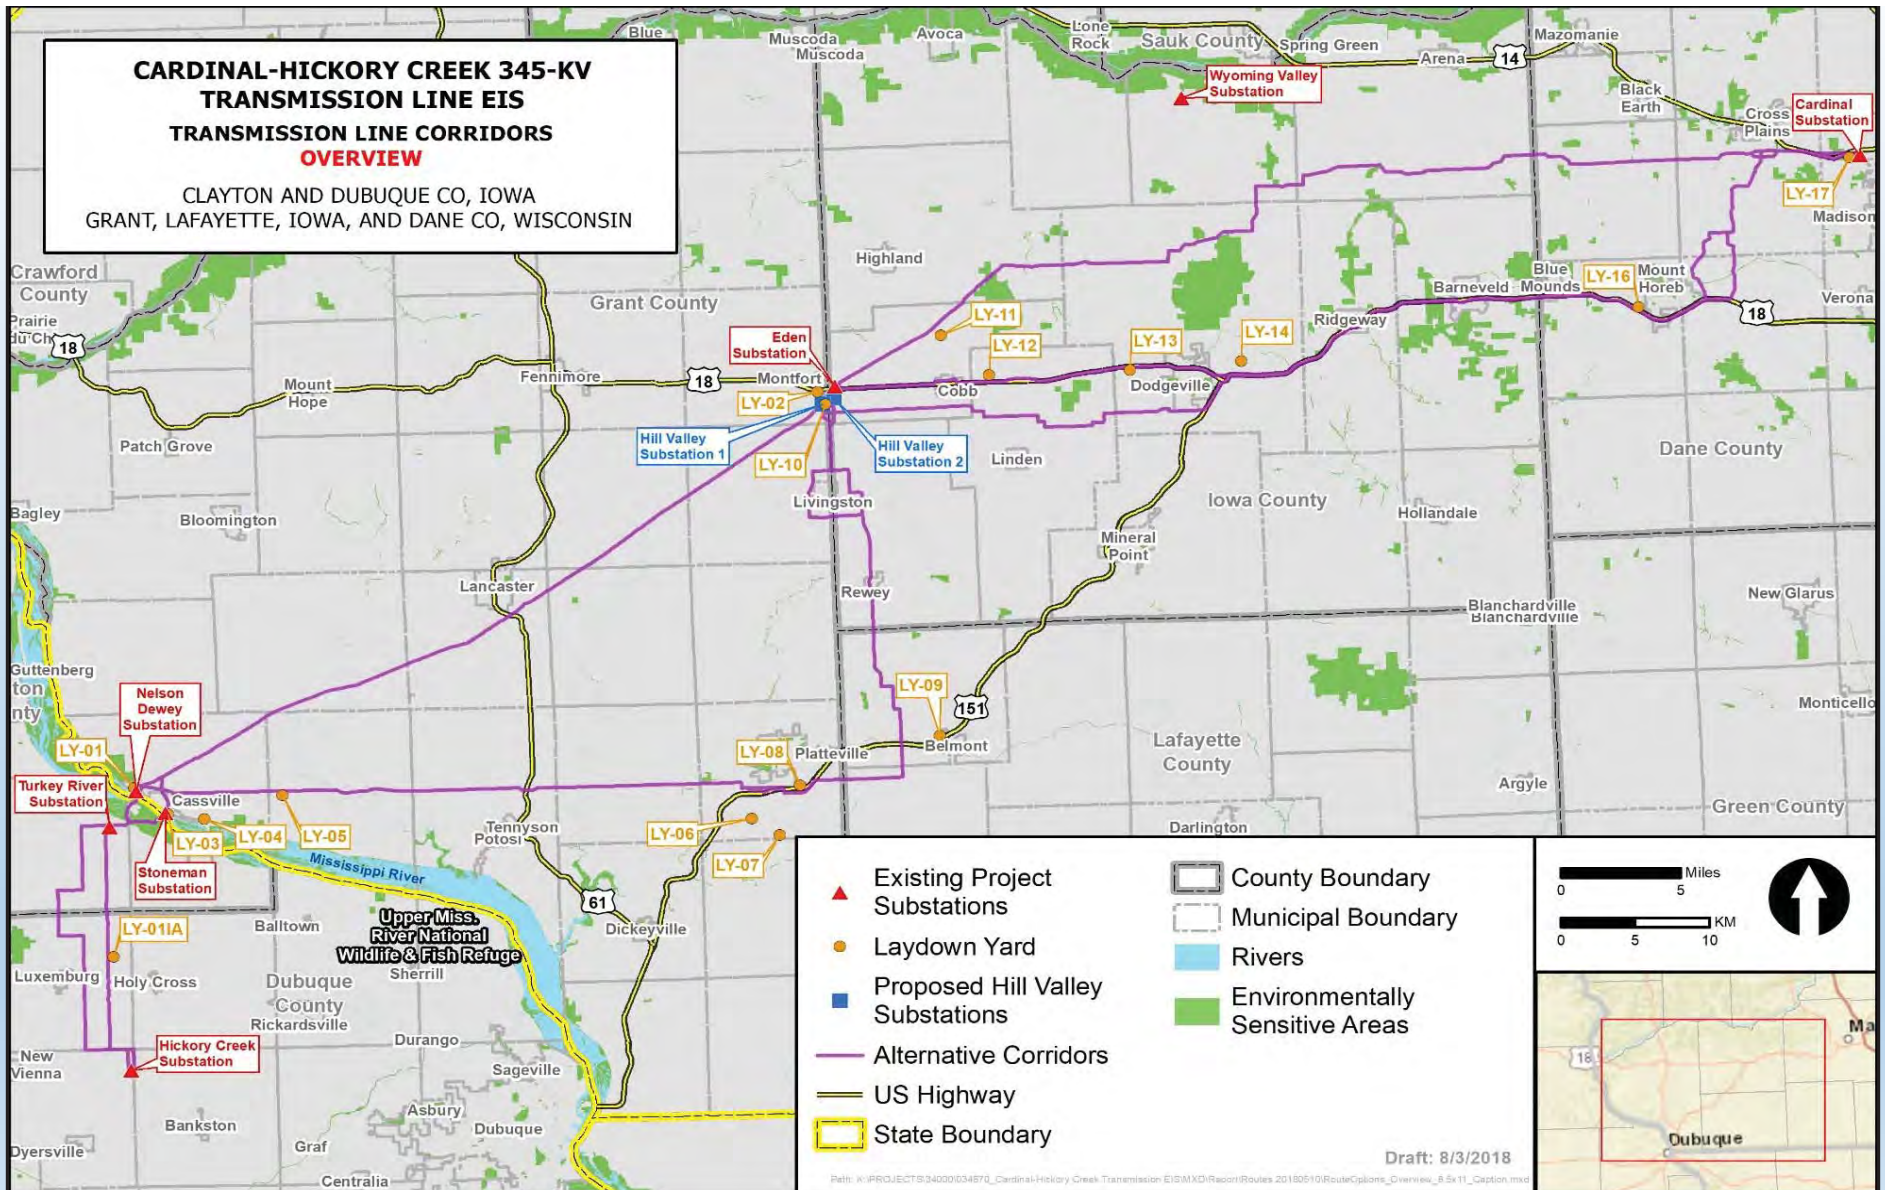 CARDINAL-HICKORY CREEK 345-KV
TRANSMISSION LINE EIS
TRANSMISSION LINE CORRIDORS
OVERVIEW
CLAYTON AND DUBUQUE CO, IOWA
GRANT, LAFAYETTE, IOWA, AND DANE CO, WISCONSIN
Blue
Muscoda
Muscoda
Avoca
Lone
Rock
Sauk County
Spring Green
Arena
14
Mazomanie
Wyoming Valley
Substation
Black
Earth
Cross
Plains
Cardinal
Substation
LY-17
Madison
Crawford
County
Prairie
du Ch
18
Grant County
Highland
LY-11
LY-12
LY-13
LY-14
Ridgeway
Barneveld
Blue
Mounds
LY-16
Mount
Horeb
18
Verona
Eden
Substation
Mount
Hope
Fennimore
18
Montfort
Cobb
Dodgeville
LY-02
Patch Grove
Hill Valley
Substation 1
LY-10
Hill Valley
Substation 2
Linden
Dane County
Livingston
Iowa County
Hollandale
Bagley
Bloomington
Mineral
Point
Lancaster
Rewey
Blanchardville
Blanchardville
New Glarus
Guttenberg
ton
nty
Nelson
Dewey
Substation
LY-01
Turkey River
Substation
LY-09
151
Belmont
Monticello
LY-08
Platteville
Lafayette
County
Argyle
Green County
Cassville
LY-03
LY-04
LY-05
Tennyson
Potosi
LY-06
LY-07
Darlington
Stoneman
Substation
Mississippi River
61
Upper Miss.
River National
Wildlife & Fish Refuge
LY-01IA
Balltown
Dickeyville
Luxemburg
Holy Cross
Dubuque
County
Sherrill
Rickardsville
Hickory Creek
Substation
New
Vienna
Durango
Sageville
Asbury
Bankston
Dubuque
Graf
Dyersville
Centralia
Existing Project
Substations
Laydown Yard
Proposed Hill Valley
Substations
Alternative Corridors
US Highway
State Boundary
County Boundary
Municipal Boundary
Rivers
Environmentally
Sensitive Areas
Draft: 8/3/2018
Miles
0 5
KM
0 5 10
18
Ma
Dubuque